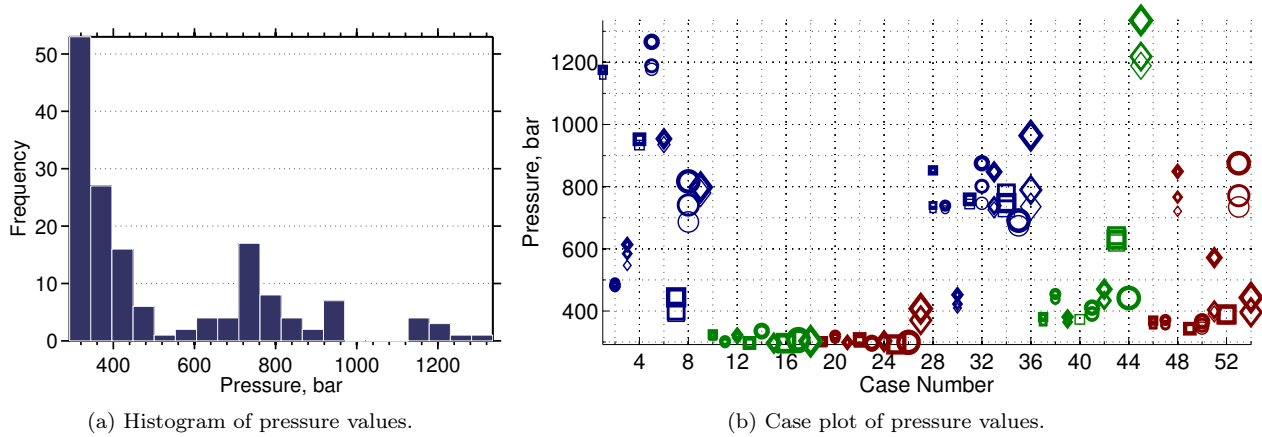 50
40
30
20
10
0
Frequency
400
600
800
1000
1200
Pressure, bar
(a) Histogram of pressure values.
1200
1000
800
600
400
Pressure, bar
4 8 12 16 20 24 28 32 36 40 44 48 52
Case Number
(b) Case plot of pressure values.